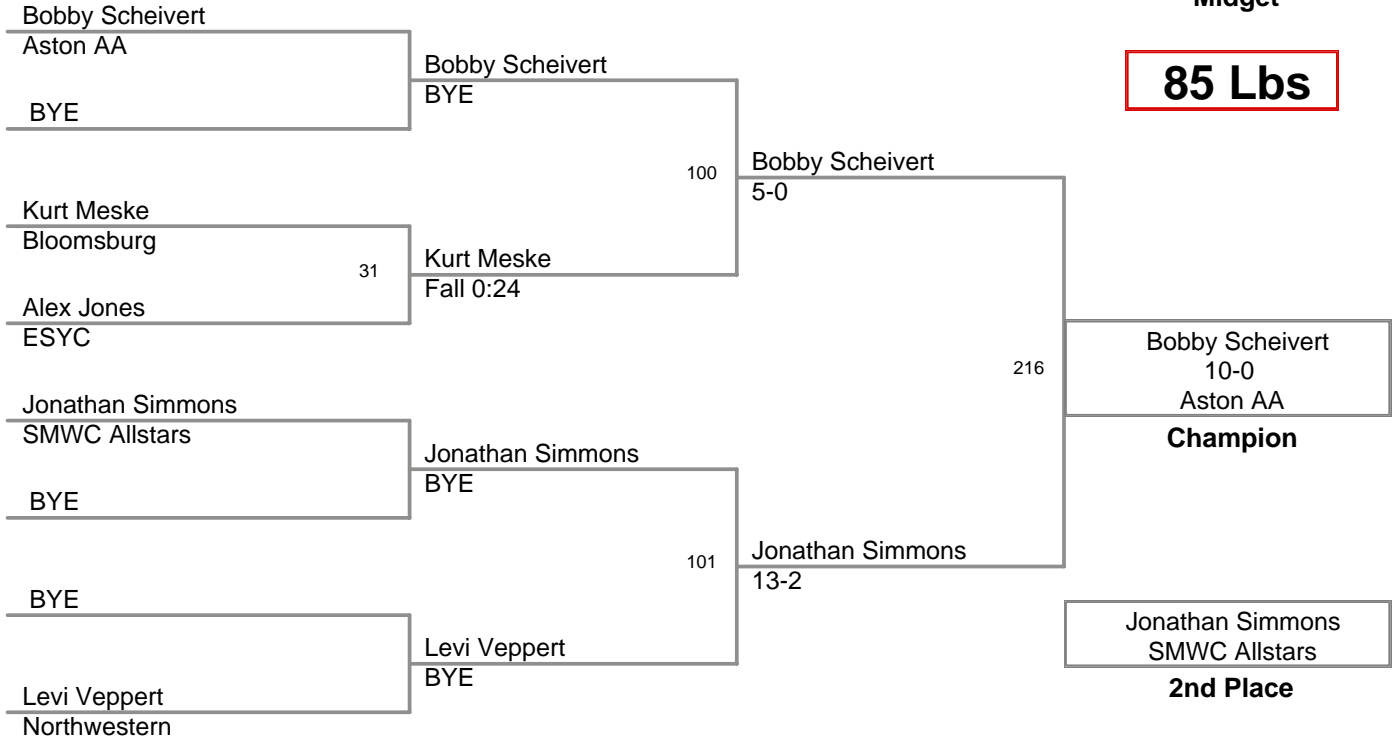 Midget
85 Lbs
Bobby Scheivert
Aston AA
BYE
Kurt Meske
Bloomsburg
31
Alex Jones
ESYC
Jonathan Simmons
SMWC Allstars
BYE
BYE
Levi Veppert
Northwestern
Bobby Scheivert
BYE
100
Kurt Meske
Fall 0:24
Jonathan Simmons
BYE
101
Levi Veppert
BYE
Bobby Scheivert
5-0
216
Jonathan Simmons
13-2
Bobby Scheivert
10-0
Aston AA
Champion
Jonathan Simmons
SMWC Allstars
2nd Place